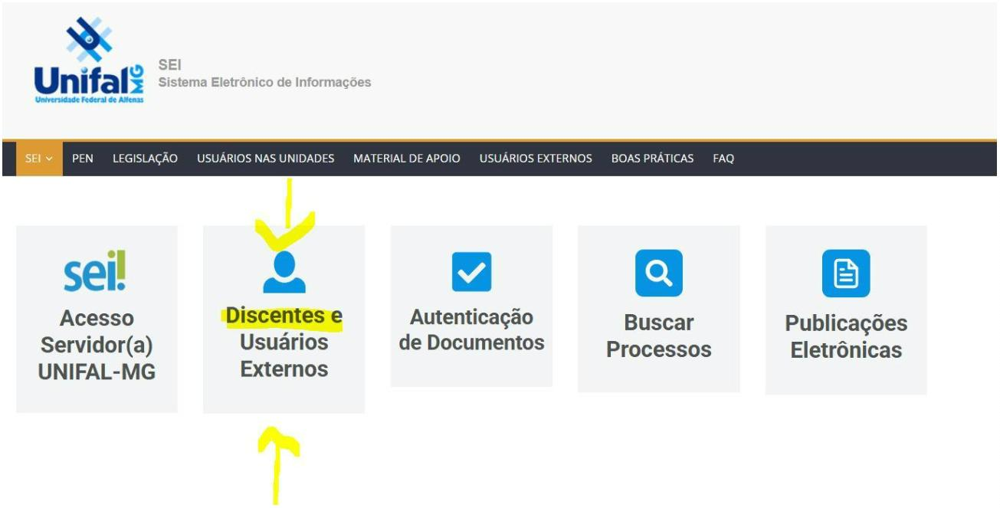 Unifal MG
Universidade Federal de Alfenas
SEI
Sistema Eletrônico de Informações
SEI PEN LEGISLAÇÃO USUÁRIOS NAS UNIDADES MATERIAL DE APOIO USUÁRIOS EXTERNOS BOAS PRÁTICAS FAQ
sei!
Acesso
Servidor(a)
UNIFAL-MG
Discentes e
Usuários
Externos
Autenticação
de Documentos
Buscar
Processos
Publicações
Eletrônicas